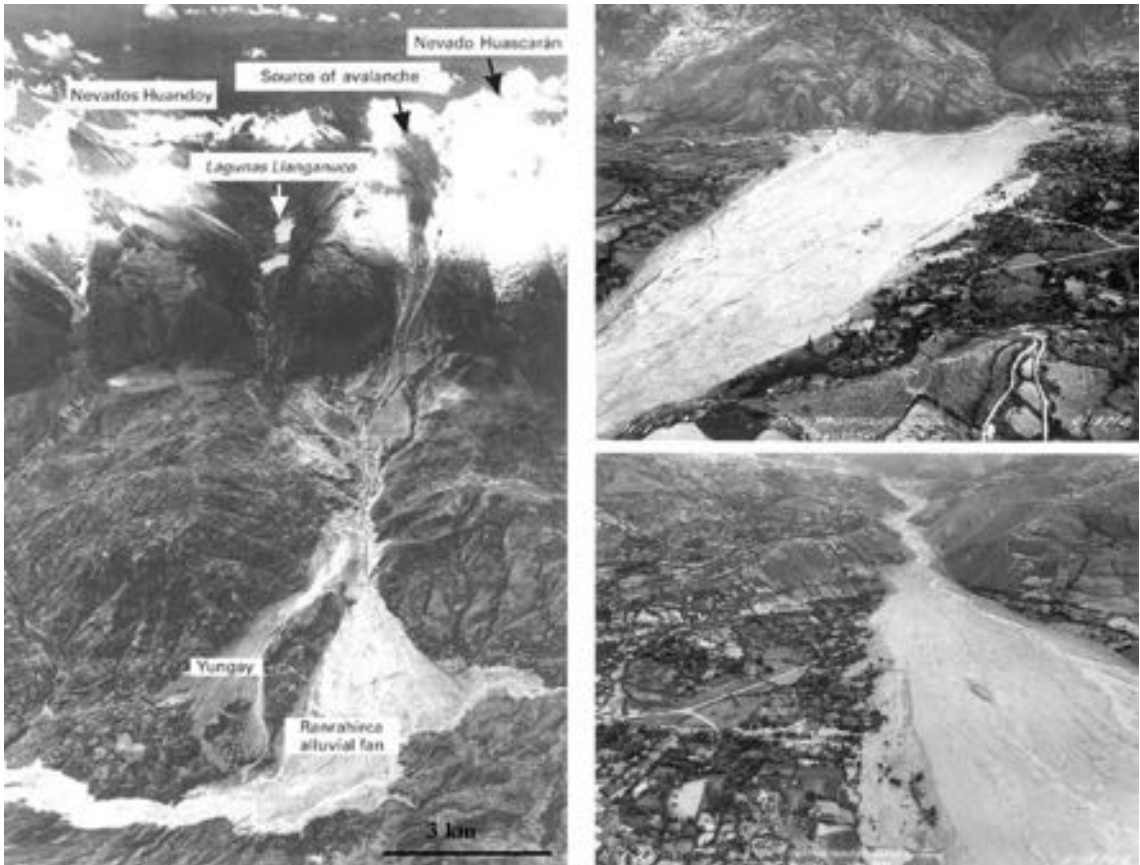 Nevado Huascarán
Source of avalanche
Nevados Huandoy
Lagunas Llanganuco
Yungay
Ranrahirca
alluvial fan
3 km